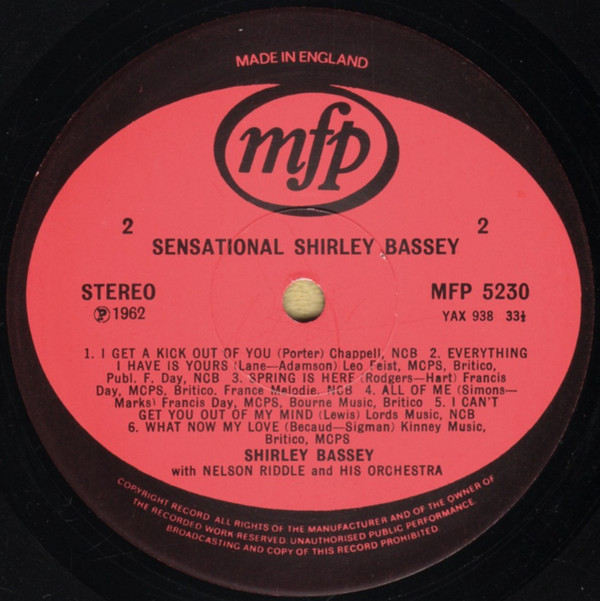 MADE IN ENGLAND
mfp
2 2
SENSATIONAL SHIRLEY BASSEY
STEREO MFP 5230
Ⓟ1962 YAX 938 33⅓
1. I GET A KICK OUT OF YOU (Porter) Chappell, NCB 2. EVERYTHING
I HAVE IS YOURS (Lane—Adamson) Leo Feist, MCPS, Britico,
Publ. F. Day, NCB 3. SPRING IS HERE (Rodgers—Hart) Francis
Day, MCPS, Britico. France Melodie. NCB 4. ALL OF ME (Simons—
Marks) Francis Day, MCPS, Bourne Music, Britico 5. I CAN'T
GET YOU OUT OF MY MIND (Lewis) Lords Music, NCB
6. WHAT NOW MY LOVE (Becaud—Sigman) Kinney Music,
Britico, MCPS
SHIRLEY BASSEY
with NELSON RIDDLE and HIS ORCHESTRA
COPYRIGHT RECORD. ALL RIGHTS OF THE MANUFACTURER AND OF THE OWNER OF
THE RECORDED WORK RESERVED. UNAUTHORISED PUBLIC PERFORMANCE.
BROADCASTING AND COPY OF THIS RECORD PROHIBITED